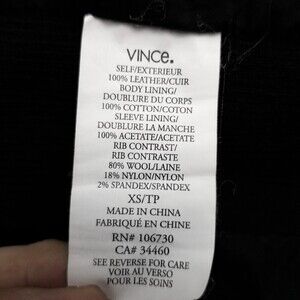 VINCE.
SELF/EXTERIEUR
100% LEATHER/CUIR
BODY LINING/
DOUBLURE DU CORPS
100% COTTON/COTON
SLEEVE LINING/
DOUBLURE LA MANCHE
100% ACETATE/ACETATE
RIB CONTRAST/
RIB CONTRASTE
80% WOOL/LAINE
18% NYLON/NYLON
2% SPANDEX/SPANDEX
XS/TP
MADE IN CHINA
FABRIQUÉ EN CHINE
RN# 106730
CA# 34460
SEE REVERSE FOR CARE
VOIR AU VERSO
POUR LES SOINS